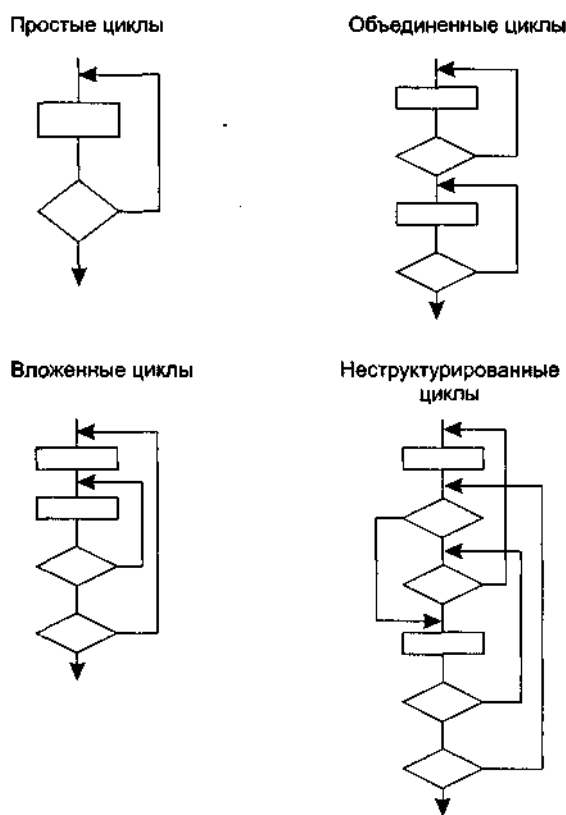 Простые циклы
Объединенные циклы
Вложенные циклы
Неструктурированные
циклы